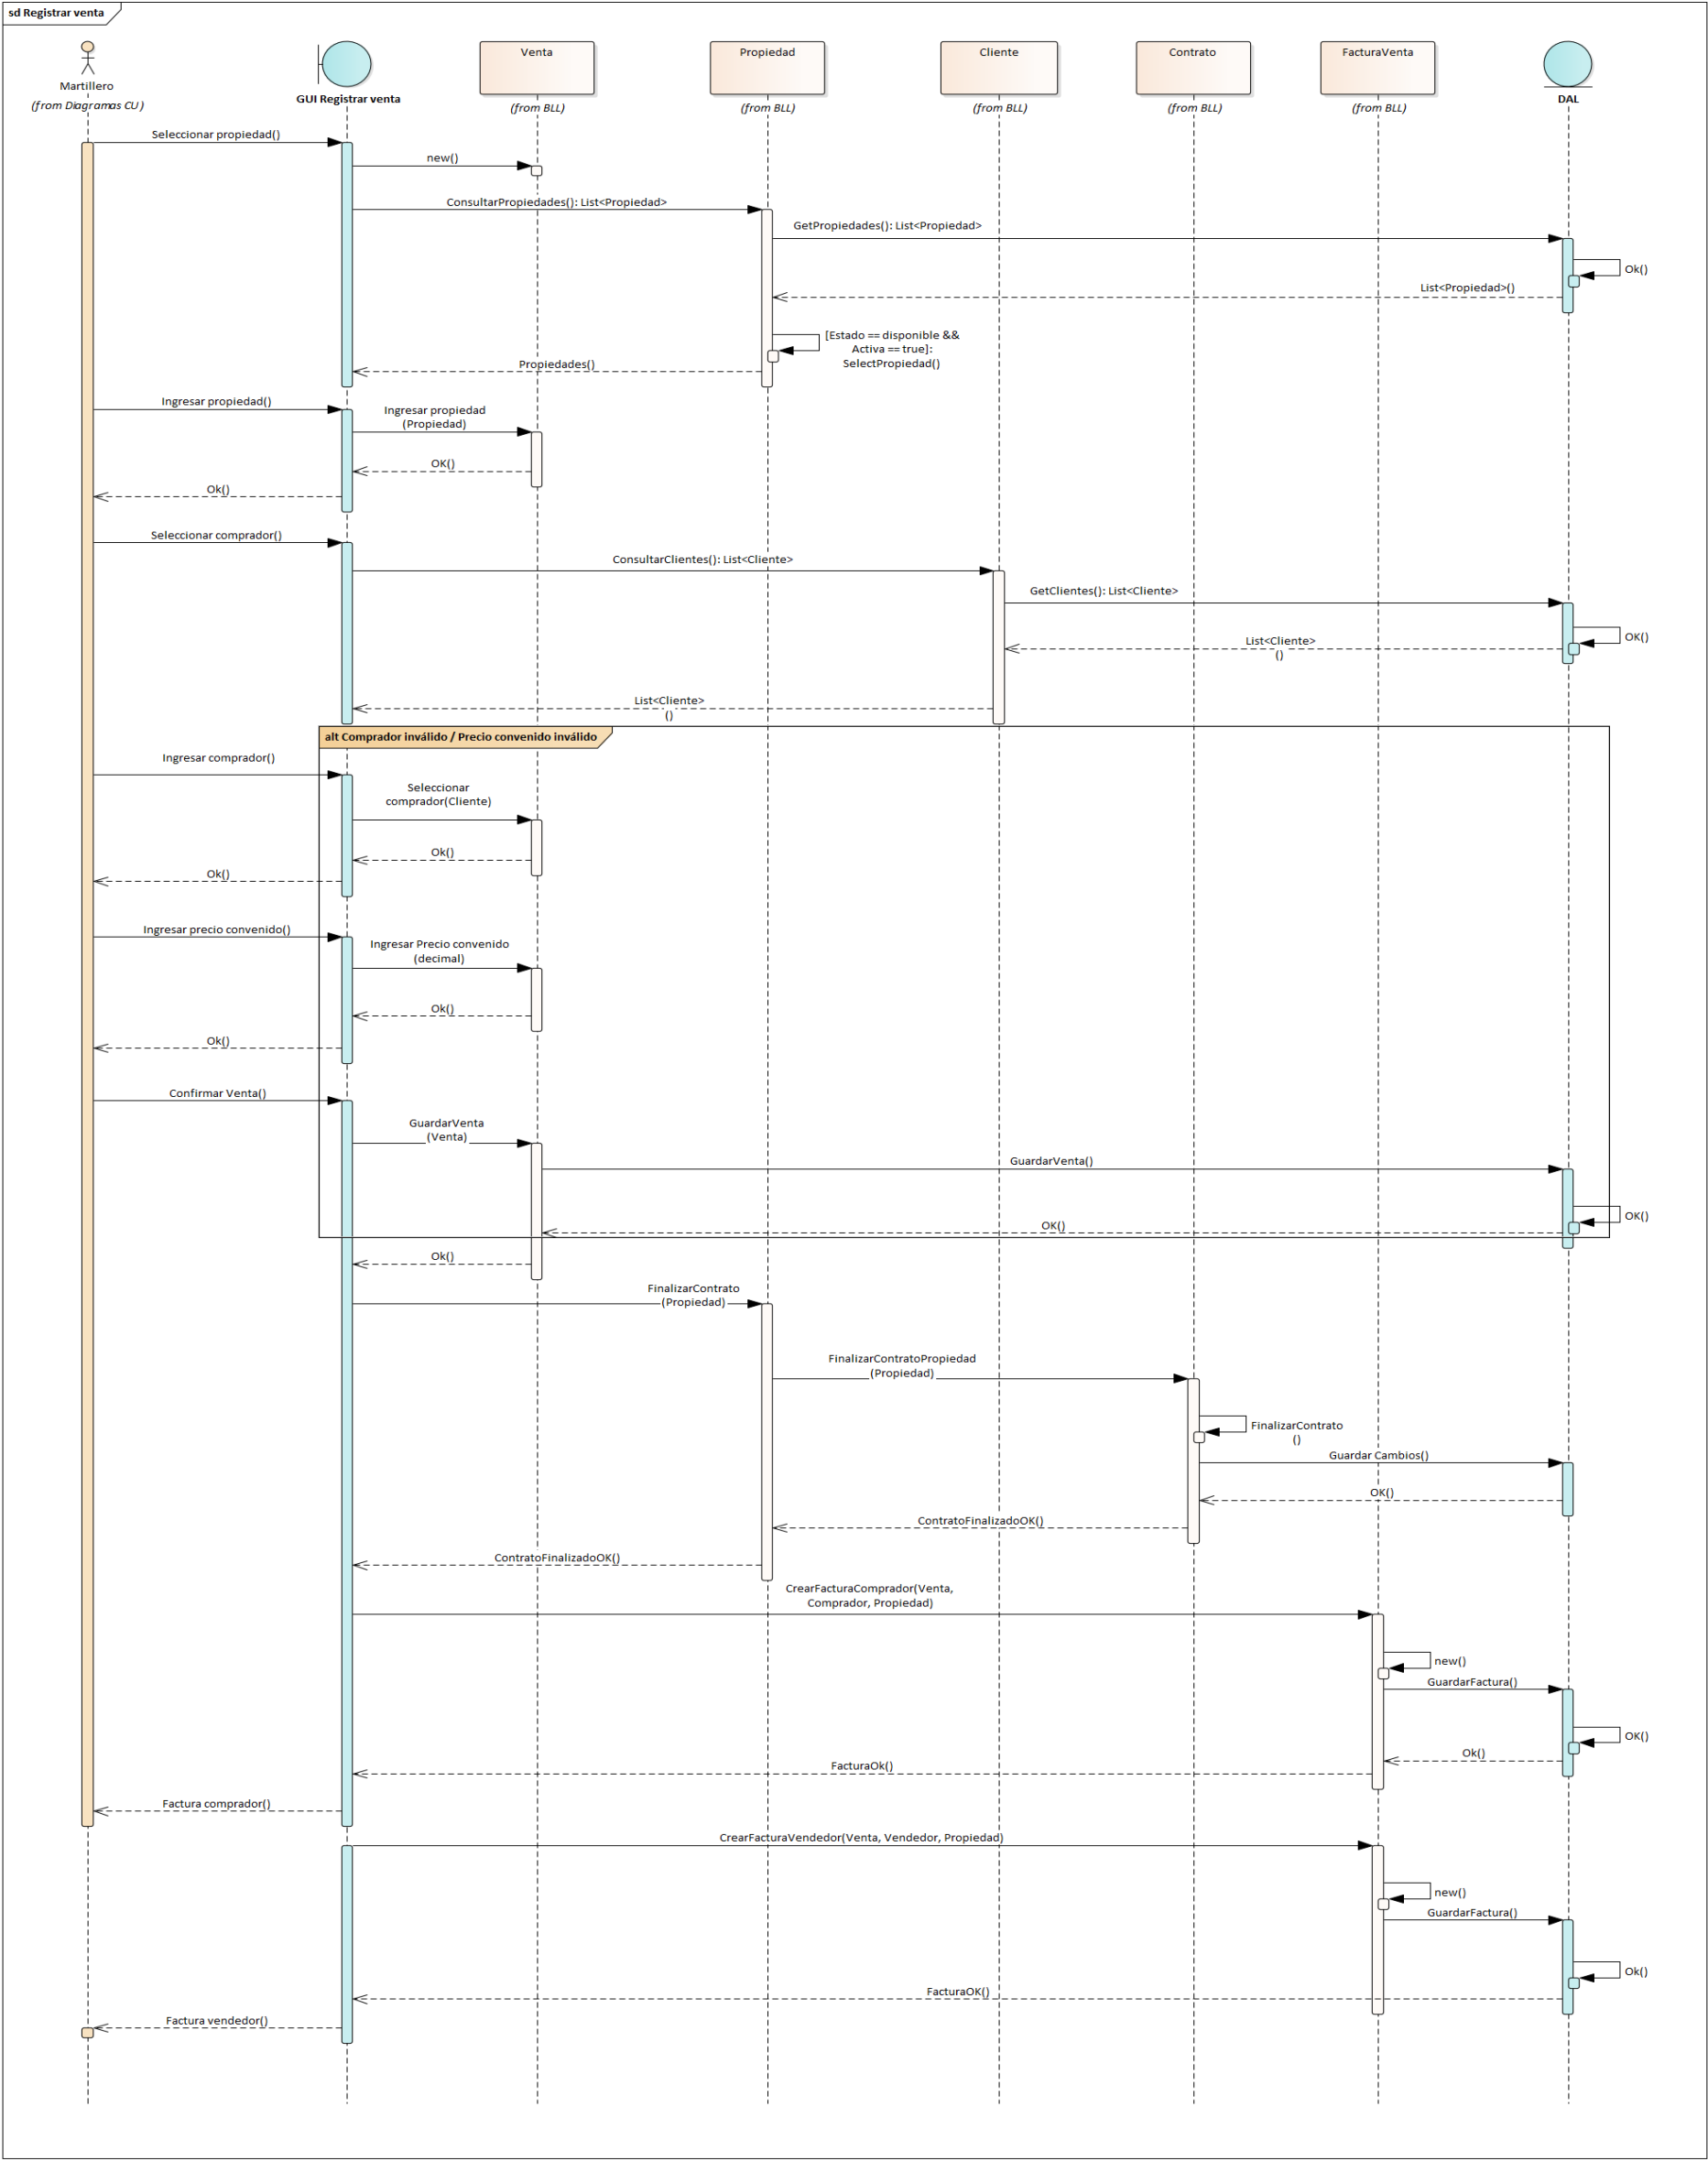 sd Registrar venta
Martillero
(from Diagramas CU)
GUI Registrar venta
Venta
(from BLL)
Propiedad
(from BLL)
Cliente
(from BLL)
Contrato
(from BLL)
FacturaVenta
(from BLL)
DAL
Seleccionar propiedad()
new()
ConsultarPropiedades(): List<Propiedad>
GetPropiedades(): List<Propiedad>
Ok()
List<Propiedad>()
[Estado == disponible &&
Activa == true]:
SelectPropiedad()
Propiedades()
Ingresar propiedad()
Ingresar propiedad
(Propiedad)
OK()
Ok()
Seleccionar comprador()
ConsultarClientes(): List<Cliente>
GetClientes(): List<Cliente>
OK()
List<Cliente>
()
List<Cliente>
()
alt Comprador inválido / Precio convenido inválido
Ingresar comprador()
Seleccionar
comprador(Cliente)
Ok()
Ok()
Ingresar precio convenido()
Ingresar Precio convenido
(decimal)
Ok()
Ok()
Confirmar Venta()
GuardarVenta
(Venta)
GuardarVenta()
OK()
OK()
Ok()
FinalizarContrato
(Propiedad)
FinalizarContratoPropiedad
(Propiedad)
FinalizarContrato
()
Guardar Cambios()
OK()
ContratoFinalizadoOK()
ContratoFinalizadoOK()
CrearFacturaComprador(Venta,
Comprador, Propiedad)
new()
GuardarFactura()
OK()
Ok()
FacturaOk()
Factura comprador()
CrearFacturaVendedor(Venta, Vendedor, Propiedad)
new()
GuardarFactura()
Ok()
FacturaOK()
Factura vendedor()